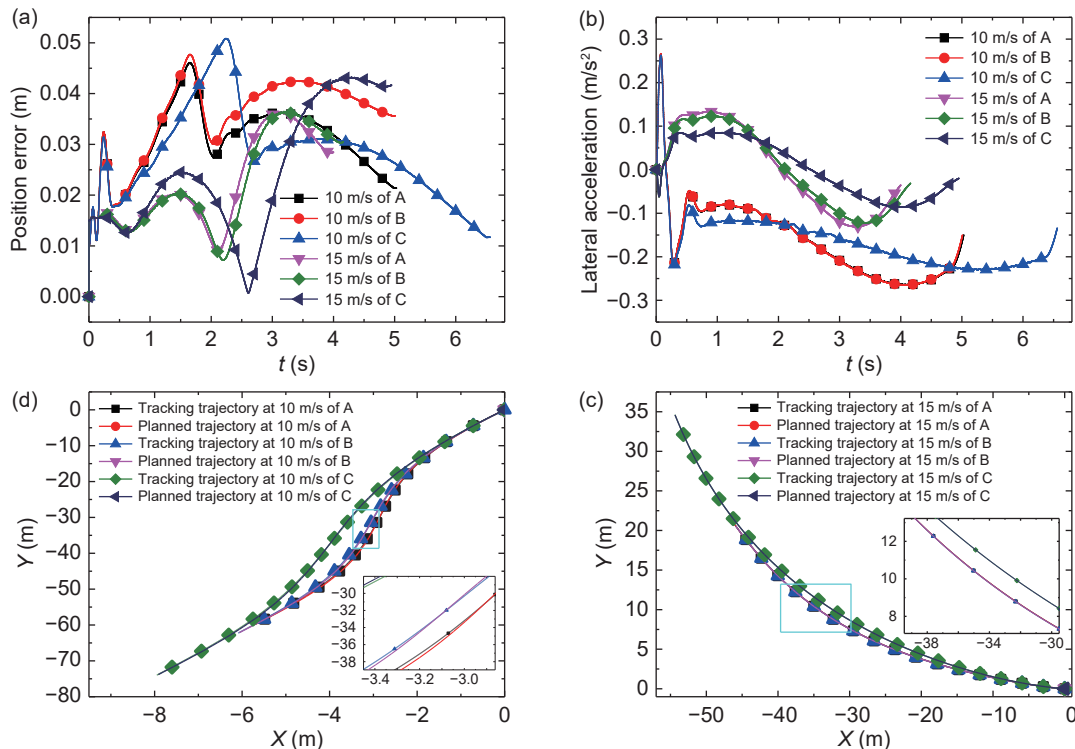 (a)
Position error (m)
0.05
0.04
0.03
0.02
0.01
0.00
10 m/s of A
10 m/s of B
10 m/s of C
15 m/s of A
15 m/s of B
15 m/s of C
0 1 2 3 4 5 6
t (s)
(b)
Lateral acceleration (m/s²)
0.3
0.2
0.1
0.0
−0.1
−0.2
−0.3
10 m/s of A
10 m/s of B
10 m/s of C
15 m/s of A
15 m/s of B
15 m/s of C
0 1 2 3 4 5 6
t (s)
(d)
Y (m)
0
−10
−20
−30
−40
−50
−60
−70
−80
Tracking trajectory at 10 m/s of A
Planned trajectory at 10 m/s of A
Tracking trajectory at 10 m/s of B
Planned trajectory at 10 m/s of B
Tracking trajectory at 10 m/s of C
Planned trajectory at 10 m/s of C
−31
−33
−36
−38
−3.4 −3.2 −3.0
−8 −6 −4 −2 0
X (m)
(c)
Y (m)
35
30
25
20
15
10
5
0
Tracking trajectory at 15 m/s of A
Planned trajectory at 15 m/s of A
Tracking trajectory at 15 m/s of B
Planned trajectory at 15 m/s of B
Tracking trajectory at 15 m/s of C
Planned trajectory at 15 m/s of C
12
10
8
−38 −34 −30
−50 −40 −30 −20 −10 0
X (m)